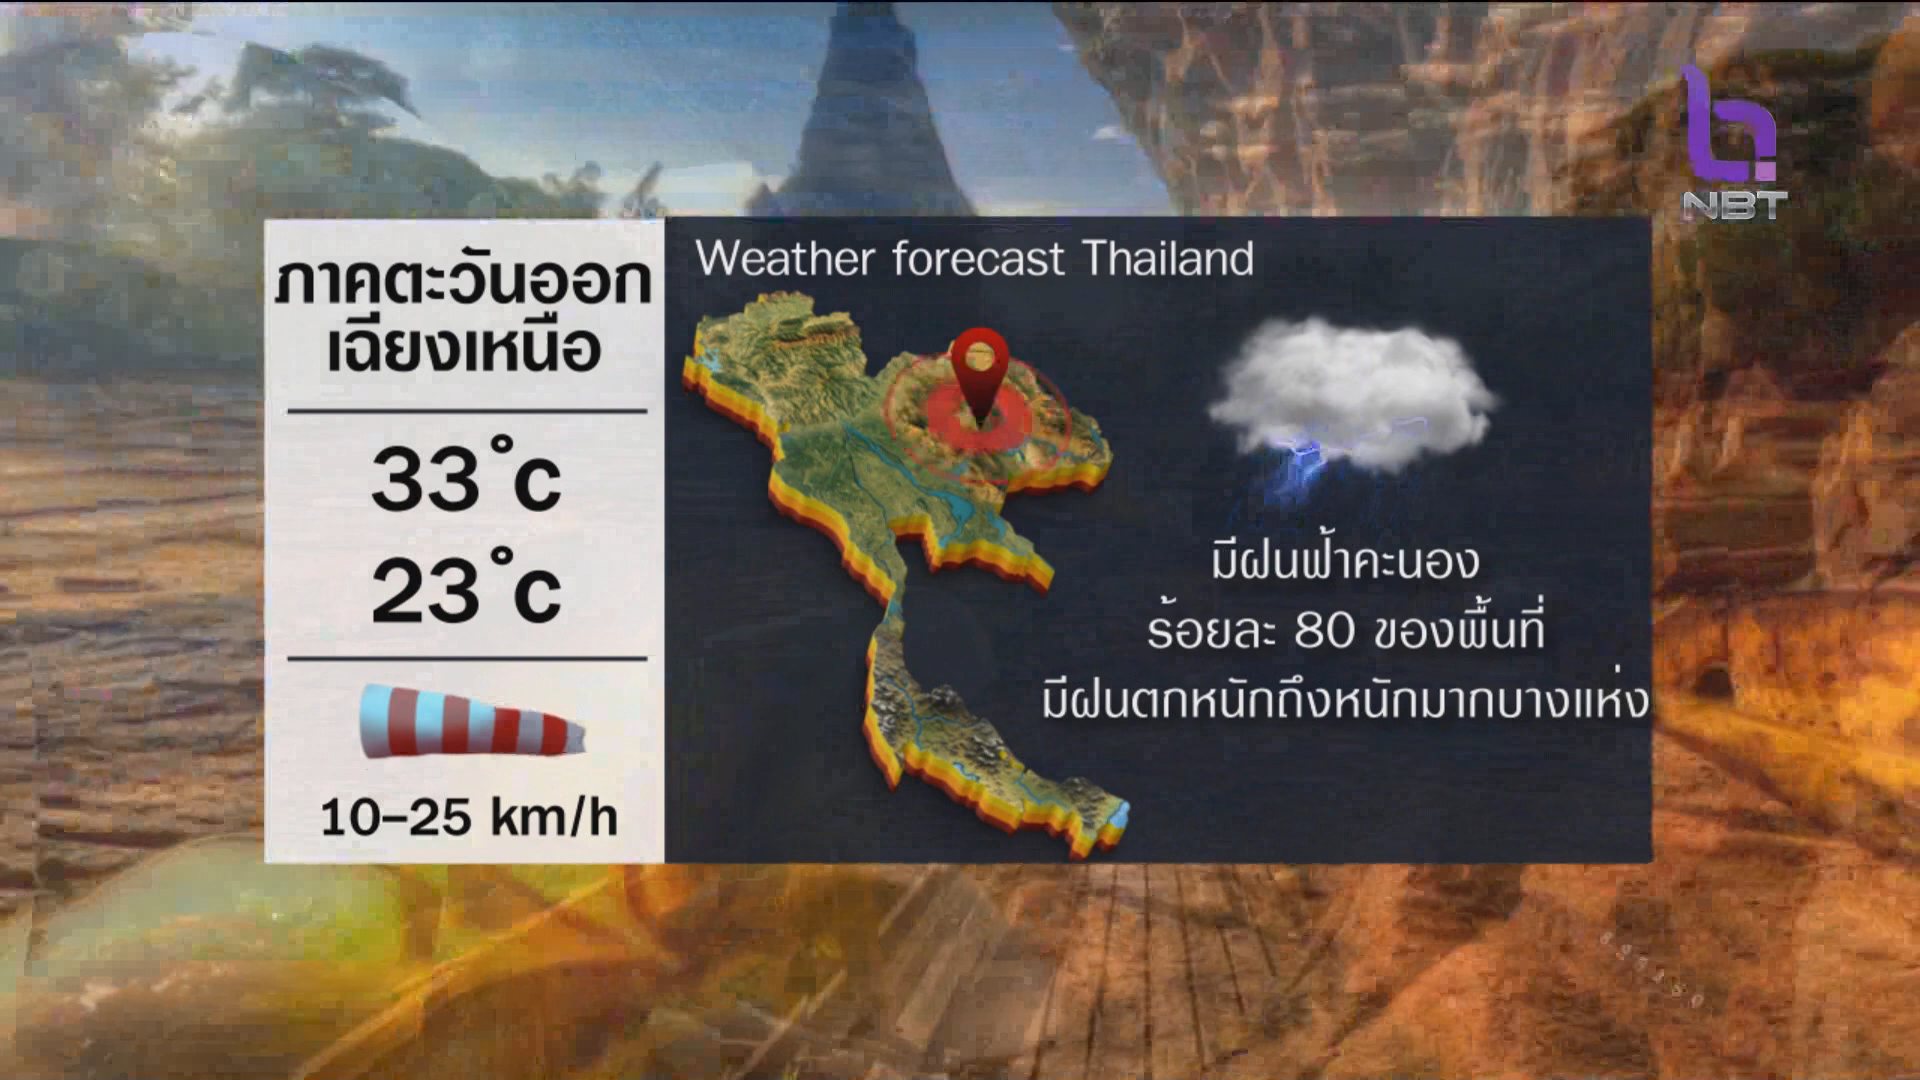 NBT
Weather forecast Thailand
ภาคตะวันออก
เฉียงเหนือ
33°c
23°c
10–25 km/h
มีฝนฟ้าคะนอง
ร้อยละ 80 ของพื้นที่
มีฝนตกหนักถึงหนักมากบางแห่ง